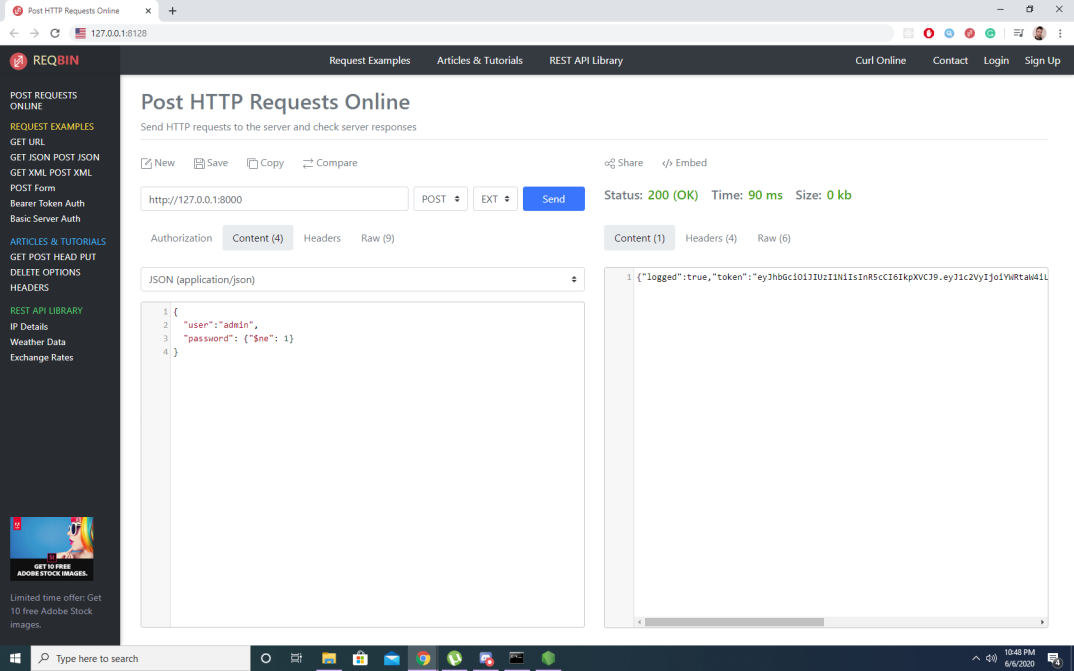 Post HTTP Requests Online
127.0.0.1:8128
REQBIN
Request Examples
Articles & Tutorials
REST API Library
Curl Online
Contact
Login
Sign Up
POST REQUESTS
ONLINE
REQUEST EXAMPLES
GET URL
GET JSON POST JSON
GET XML POST XML
POST Form
Bearer Token Auth
Basic Server Auth
ARTICLES & TUTORIALS
GET POST HEAD PUT
DELETE OPTIONS
HEADERS
REST API LIBRARY
IP Details
Weather Data
Exchange Rates
GET 10 FREE
ADOBE STOCK IMAGES.
Limited time offer: Get
10 free Adobe Stock
images.
Post HTTP Requests Online
Send HTTP requests to the server and check server responses
New
Save
Copy
Compare
http://127.0.0.1:8000
POST
EXT
Send
Authorization
Content (4)
Headers
Raw (9)
JSON (application/json)
1 {
2 "user":"admin",
3 "password": {"$ne": 1}
4 }
Share
Embed
Status: 200 (OK) Time: 90 ms Size: 0 kb
Content (1)
Headers (4)
Raw (6)
1 {"logged":true,"token":"eyJhbGciOiJIUzI1NiIsInR5cCI6IkpXVCJ9.eyJ1c2VyIjoiYWRtaW4iL
Type here to search
10:48 PM
6/6/2020
4